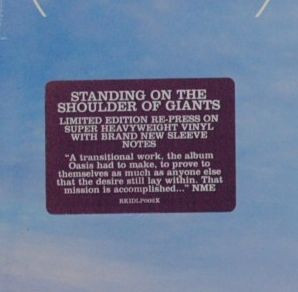 STANDING ON THE
SHOULDER OF GIANTS
LIMITED EDITION RE-PRESS ON
SUPER HEAVYWEIGHT VINYL
WITH BRAND NEW SLEEVE
NOTES
"A transitional work, the album
Oasis had to make, to prove to
themselves as much as anyone else
that the desire still lay within. That
mission is accomplished..." NME
RKIDLP002X